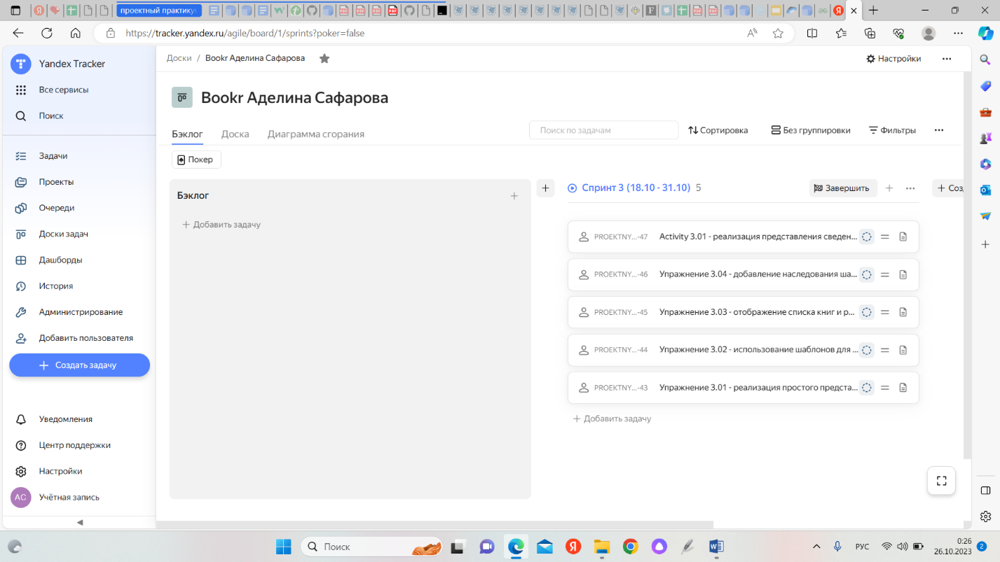 проектный практику
https://tracker.yandex.ru/agile/board/1/sprints?poker=false
Yandex Tracker
Все сервисы
Поиск
Задачи
Проекты
Очереди
Доски задач
Дашборды
История
Администрирование
Добавить пользователя
Создать задачу
Уведомления
Центр поддержки
Настройки
АС Учётная запись
Доски / Bookr Аделина Сафарова
Настройки
Bookr Аделина Сафарова
Бэклог Доска Диаграмма сгорания
Поиск по задачам Сортировка Без группировки Фильтры
Покер
Бэклог
Добавить задачу
Спринт 3 (18.10 - 31.10) 5 Завершить
+ Соз
PROEKTNY...-47 Activity 3.01 - реализация представления сведен...
PROEKTNY...-46 Упражнение 3.04 - добавление наследования ша...
PROEKTNY...-45 Упражнение 3.03 - отображение списка книг и р...
PROEKTNY...-44 Упражнение 3.02 - использование шаблонов для ...
PROEKTNY...-43 Упражнение 3.01 - реализация простого предста...
Добавить задачу
Поиск
РУС
0:26
26.10.2023
2